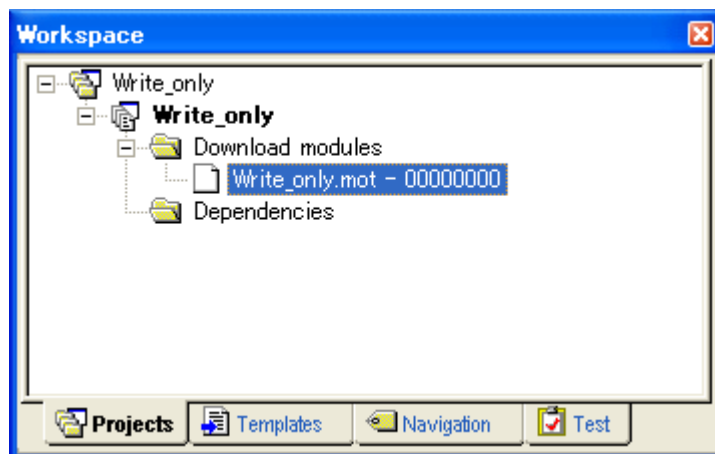 Workspace
Write_only
Write_only
Download modules
Write_only.mot - 00000000
Dependencies
Projects Templates Navigation Test